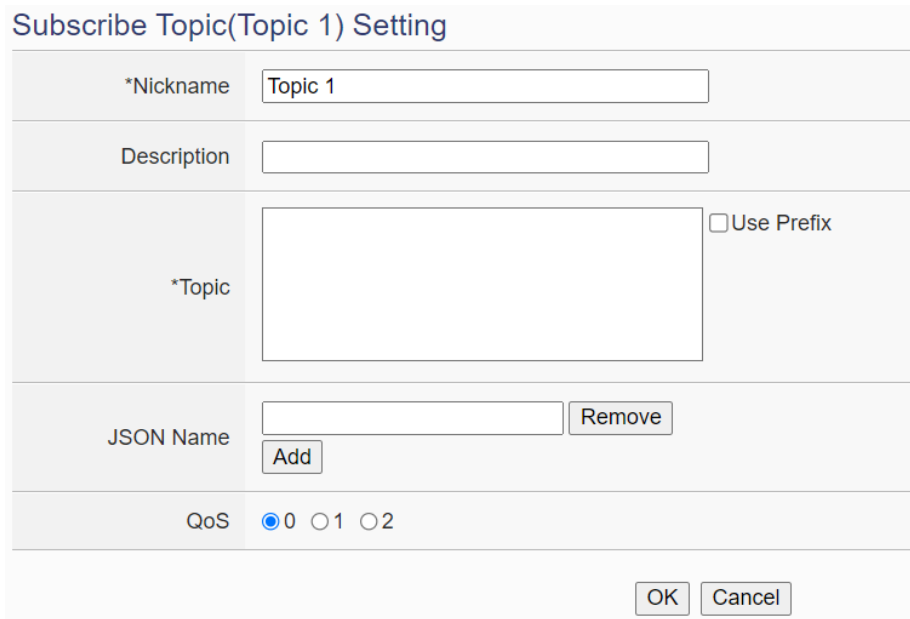 Subscribe Topic(Topic 1) Setting
*Nickname Topic 1
Description
*Topic Use Prefix
JSON Name Remove
Add
QoS 0 1 2
OK Cancel